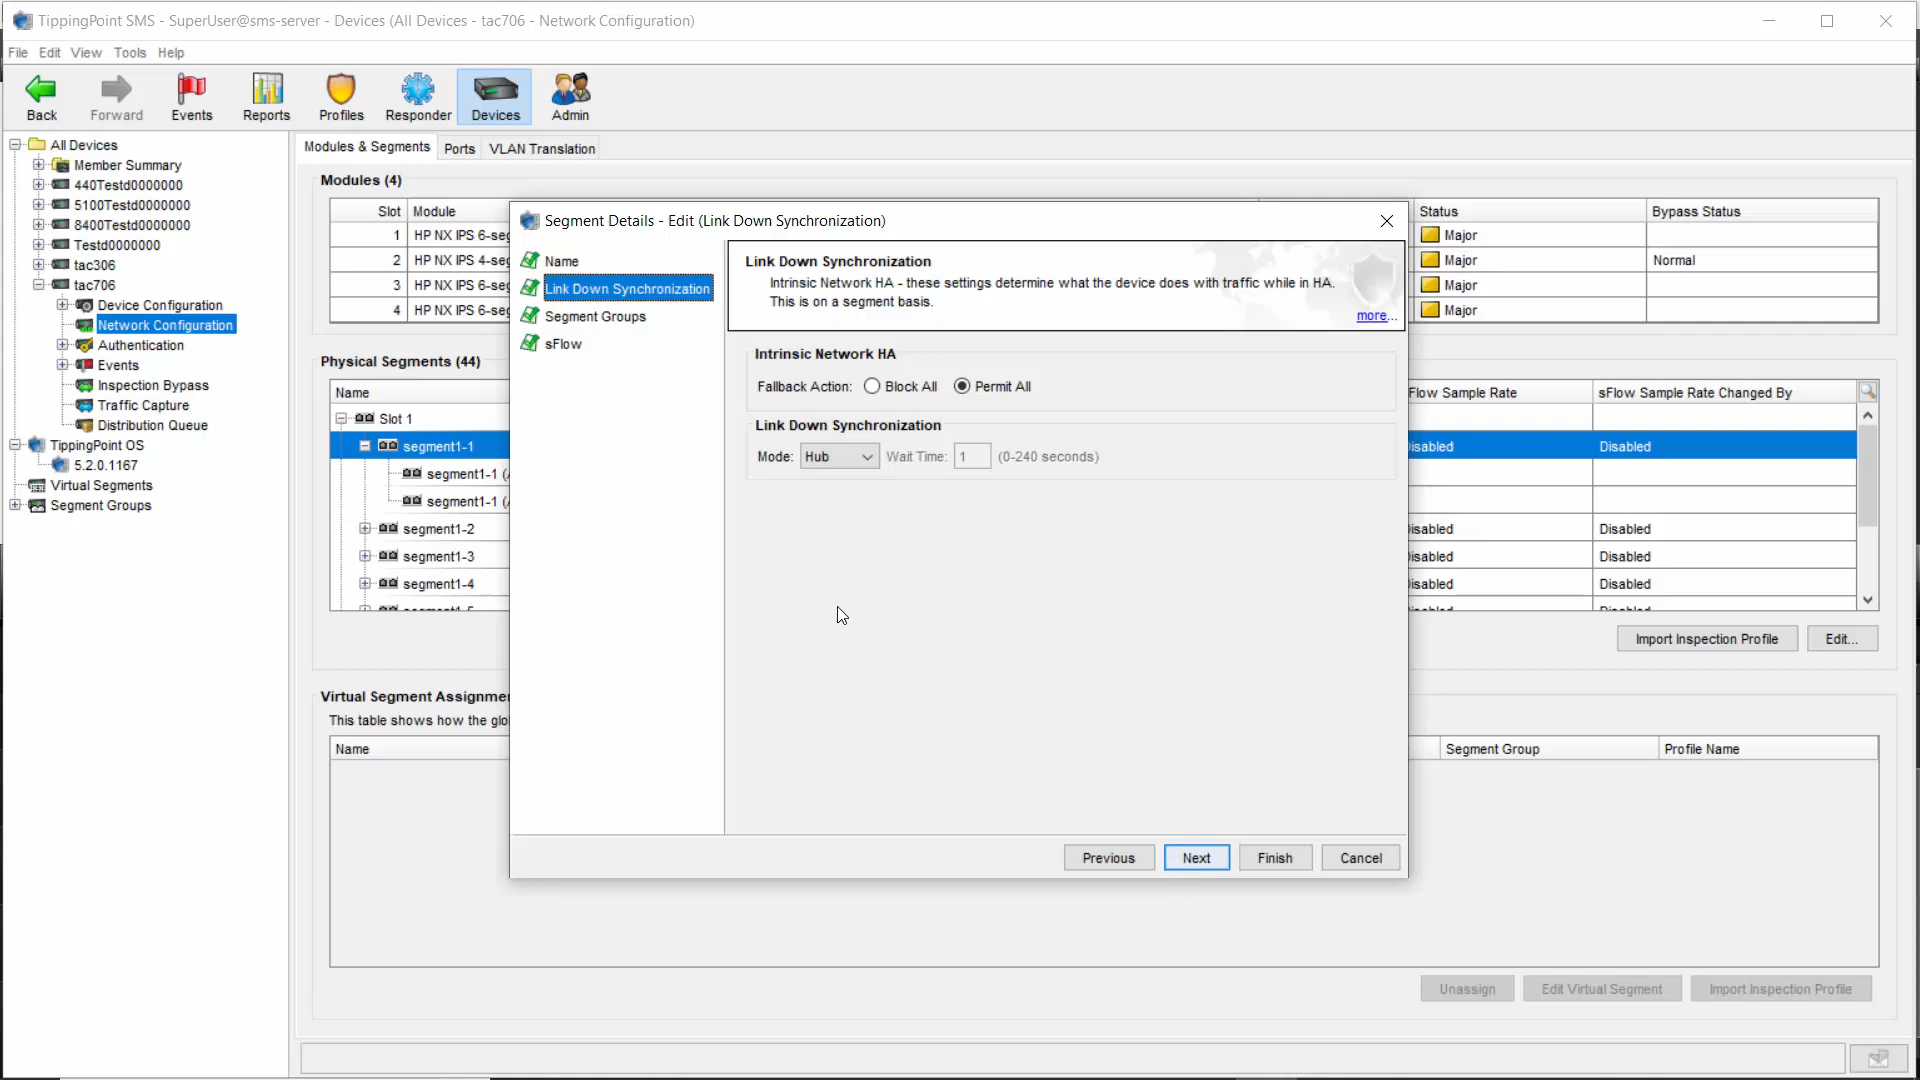 TippingPoint SMS - SuperUser@sms-server - Devices (All Devices - tac706 - Network Configuration)
File Edit View Tools Help
Back Forward Events Reports Profiles Responder Devices Admin
All Devices
Member Summary
440Testd0000000
5100Testd0000000
8400Testd0000000
Testd0000000
tac306
tac706
Device Configuration
Network Configuration
Authentication
Events
Inspection Bypass
Traffic Capture
Distribution Queue
TippingPoint OS
5.2.0.1167
Virtual Segments
Segment Groups
Modules & Segments Ports VLAN Translation
Modules (4)
Slot Module Status Bypass Status
1 HP NX IPS 6-seg Major
2 HP NX IPS 4-seg Major Normal
3 HP NX IPS 6-seg Major
4 HP NX IPS 6-seg Major
Physical Segments (44)
Name Flow Sample Rate sFlow Sample Rate Changed By
Slot 1
segment1-1 isabled Disabled
segment1-1 (
segment1-1 (
segment1-2 isabled Disabled
segment1-3 isabled Disabled
segment1-4 isabled Disabled
Import Inspection Profile Edit...
Virtual Segment Assignme
This table shows how the glo
Name Segment Group Profile Name
Unassign Edit Virtual Segment Import Inspection Profile
Segment Details - Edit (Link Down Synchronization)
Name
Link Down Synchronization
Segment Groups
sFlow
Link Down Synchronization
Intrinsic Network HA - these settings determine what the device does with traffic while in HA.
This is on a segment basis.
more...
Intrinsic Network HA
Fallback Action: Block All Permit All
Link Down Synchronization
Mode: Hub Wait Time: 1 (0-240 seconds)
Previous Next Finish Cancel